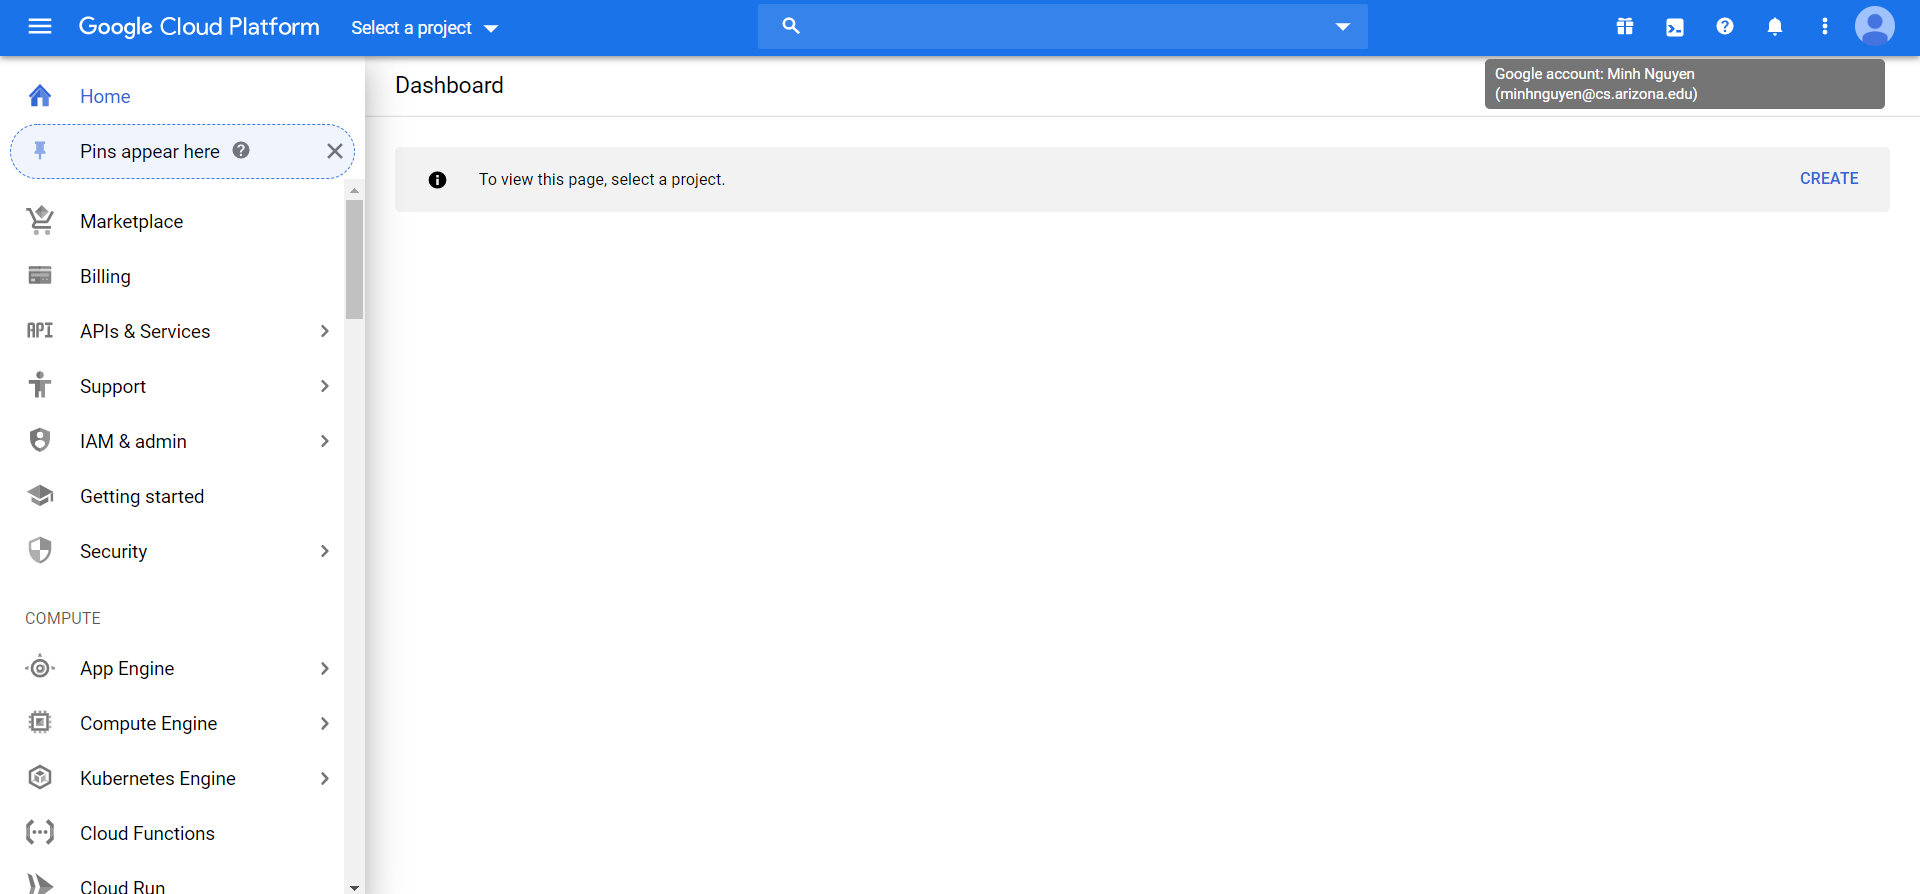 Google Cloud Platform
Select a project
Home
Pins appear here
Marketplace
Billing
API
APIs & Services
Support
IAM & admin
Getting started
Security
COMPUTE
App Engine
Compute Engine
Kubernetes Engine
Cloud Functions
Cloud Run
Dashboard
Google account: Minh Nguyen
(minhnguyen@cs.arizona.edu)
To view this page, select a project.
CREATE